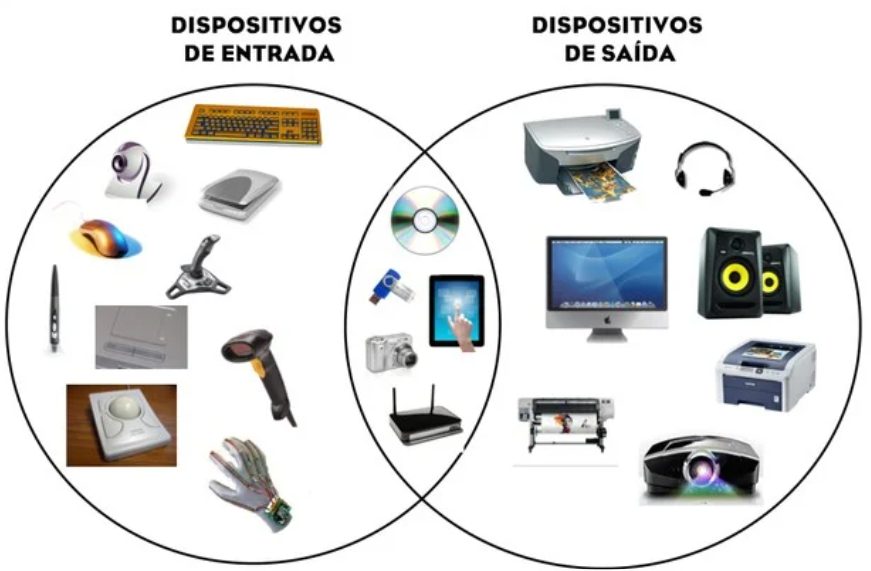 DISPOSITIVOS
DE ENTRADA
DISPOSITIVOS
DE SAÍDA